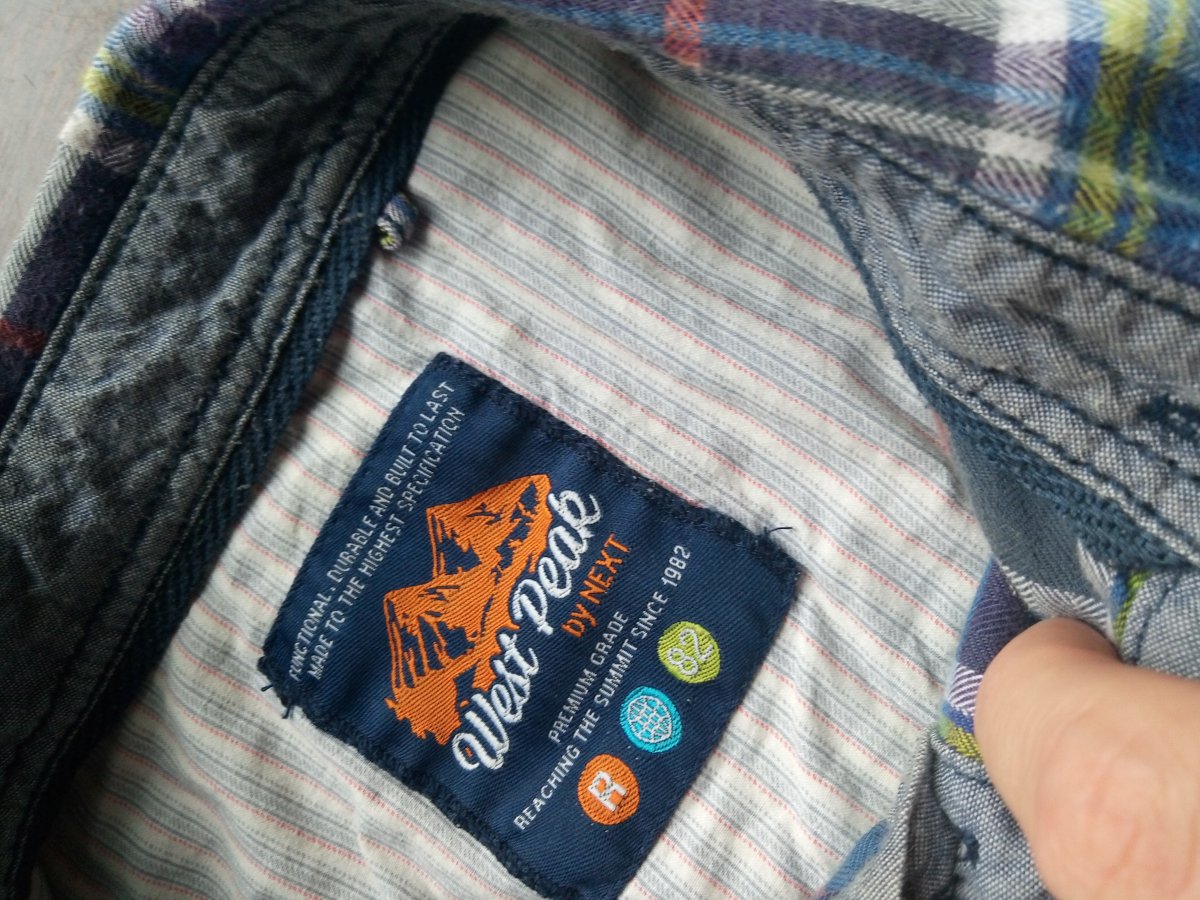 FUNCTIONAL. DURABLE AND BUILT TO LAST
MADE TO THE HIGHEST SPECIFICATION
West Peak
by NEXT
PREMIUM GRADE
REACHING THE SUMMIT SINCE 1982
R 82